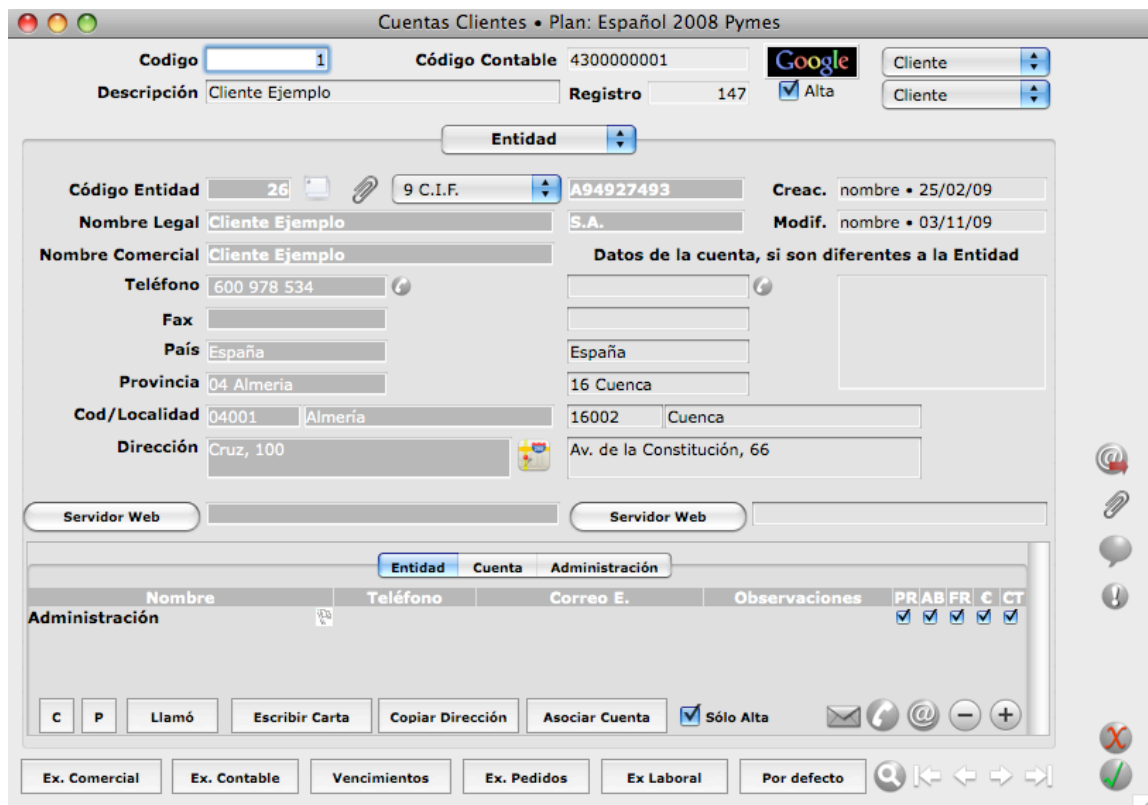 Cuentas Clientes • Plan: Español 2008 Pymes
Codigo 1 Código Contable 4300000001 Google Cliente
Descripción Cliente Ejemplo Registro 147 Alta Cliente
Entidad
Código Entidad 26 9 C.I.F. A94927493 Creac. nombre • 25/02/09
Nombre Legal Cliente Ejemplo S.A. Modif. nombre • 03/11/09
Nombre Comercial Cliente Ejemplo Datos de la cuenta, si son diferentes a la Entidad
Teléfono 600 978 534
Fax
País España España
Provincia 04 Almeria 16 Cuenca
Cod/Localidad 04001 Almería 16002 Cuenca
Dirección Cruz, 100 Av. de la Constitución, 66
Servidor Web Servidor Web
Entidad Cuenta Administración
Nombre Teléfono Correo E. Observaciones PR AB FR C CT
Administración
C P Llamó Escribir Carta Copiar Dirección Asociar Cuenta Sólo Alta
Ex. Comercial Ex. Contable Vencimientos Ex. Pedidos Ex Laboral Por defecto